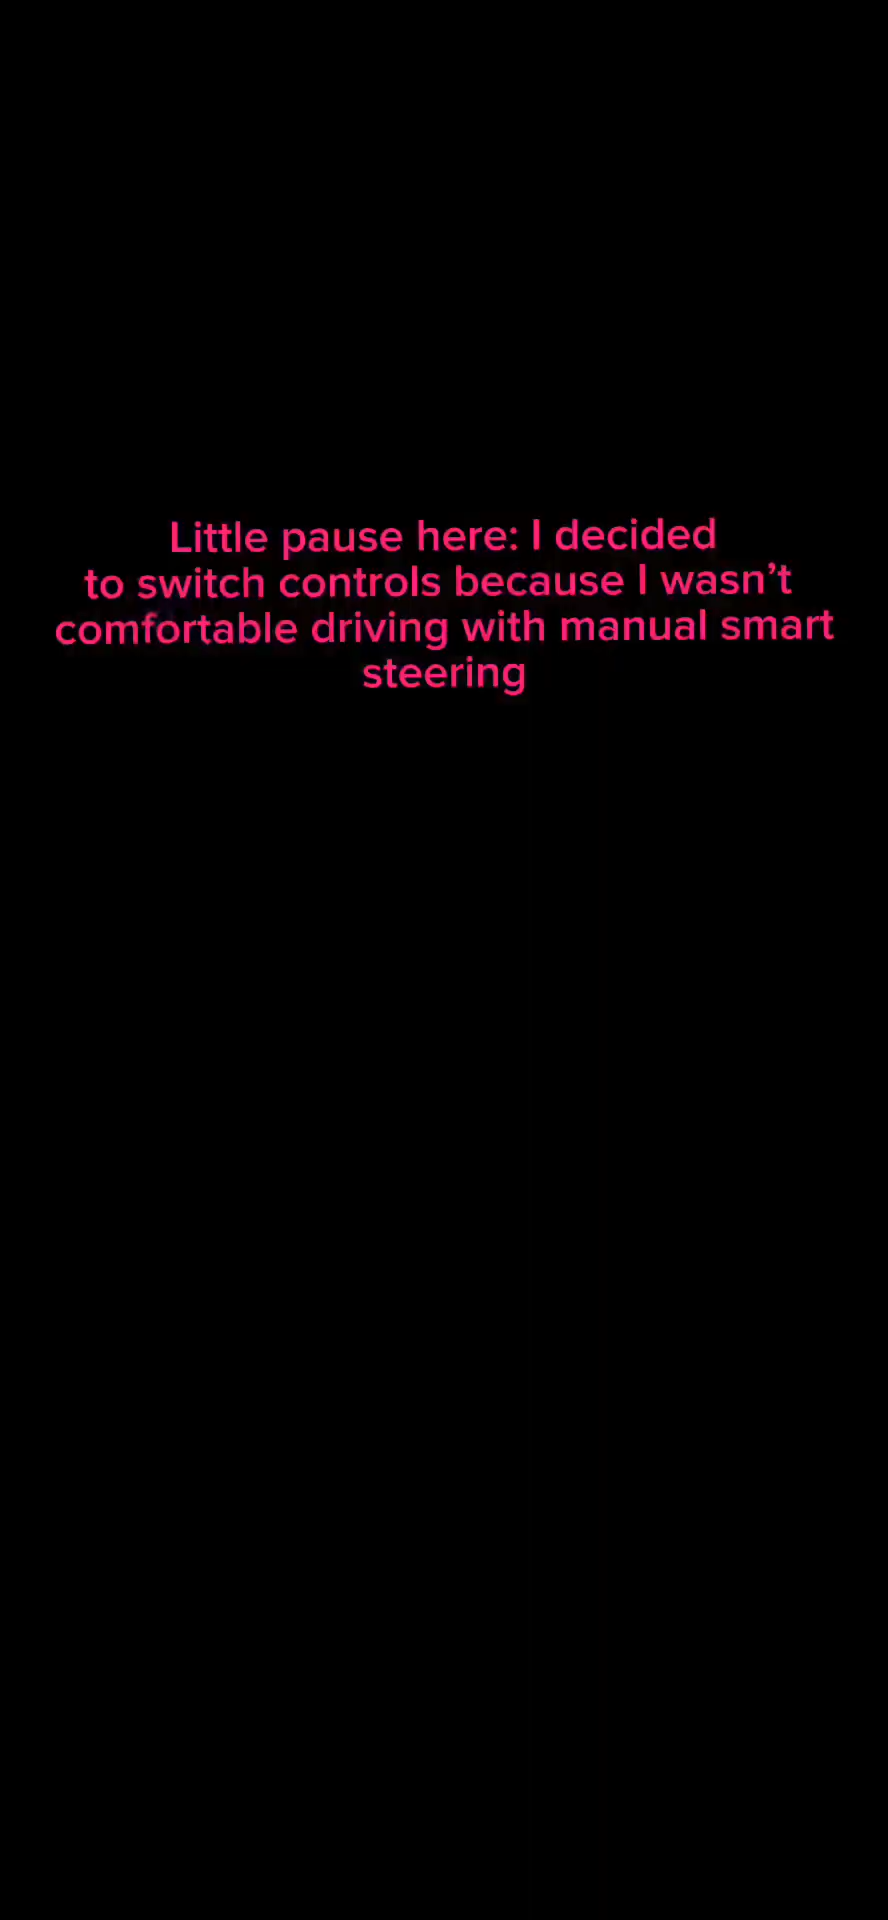 Little pause here: I decided
to switch controls because I wasn’t
comfortable driving with manual smart
steering